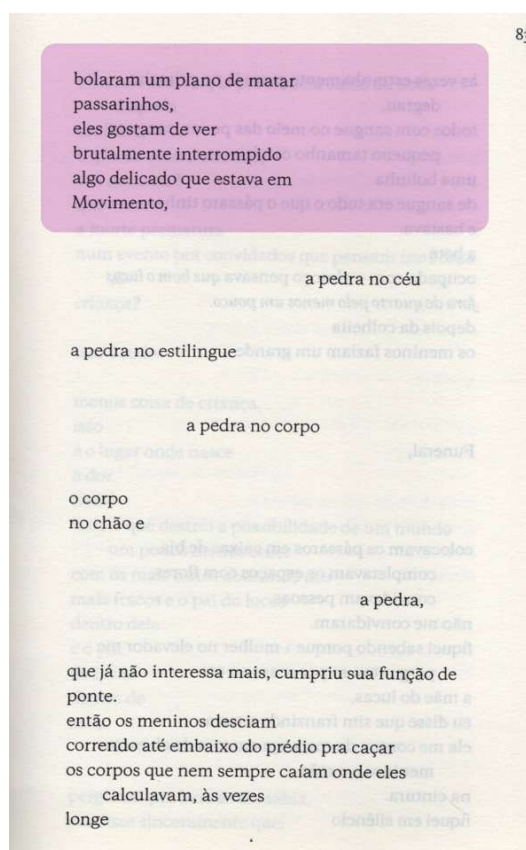 83
bolaram um plano de matar
passarinhos,
eles gostam de ver
brutalmente interrompido
algo delicado que estava em
Movimento,
a pedra no céu
a pedra no estilingue
a pedra no corpo
o corpo
no chão e
a pedra,
que já não interessa mais, cumpriu sua função de
ponte.
então os meninos desciam
correndo até embaixo do prédio pra caçar
os corpos que nem sempre caíam onde eles
calculavam, às vezes
longe